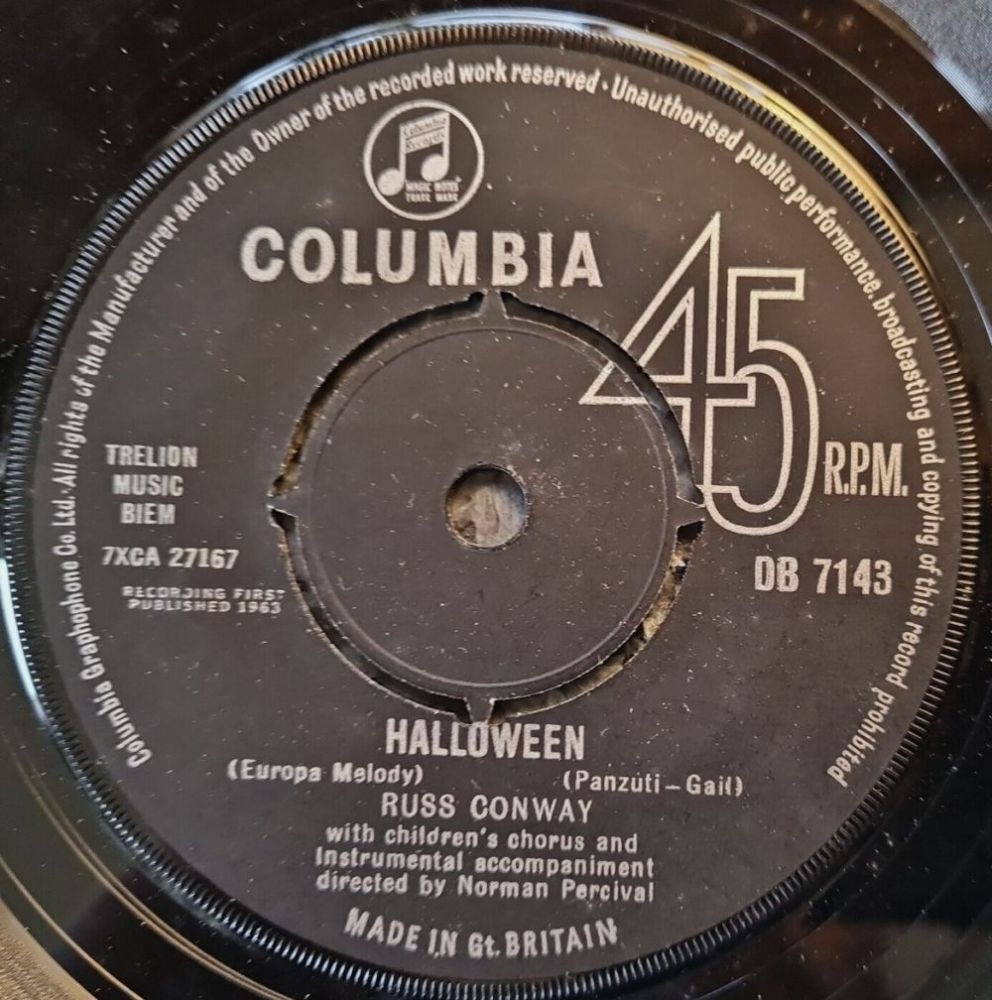 Columbia Graphophone Co. Ltd. All rights of the Manufacturer and of the Owner of the recorded work reserved · Unauthorised public performance, broadcasting and copying of this record prohibited
Columbia
Records
MAGIC NOTES
TRADE MARK
COLUMBIA
45
R.P.M.
TRELION
MUSIC
BIEM
7XCA 27167
DB 7143
RECORDING FIRST
PUBLISHED 1963
HALLOWEEN
(Europa Melody) (Panzuti – Gail)
RUSS CONWAY
with children's chorus and
Instrumental accompaniment
directed by Norman Percival
MADE IN Gt. BRITAIN